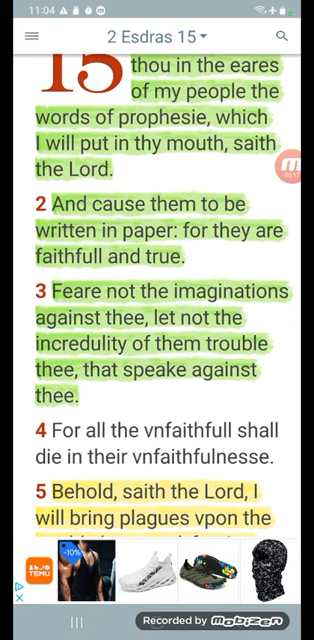 11:04
2 Esdras 15
15 thou in the eares
of my people the
words of prophesie, which
I will put in thy mouth, saith
the Lord.
2 And cause them to be
written in paper: for they are
faithfull and true.
3 Feare not the imaginations
against thee, let not the
incredulity of them trouble
thee, that speake against
thee.
4 For all the vnfaithfull shall
die in their vnfaithfulnesse.
5 Behold, saith the Lord, I
will bring plagues vpon the
TEMU
-10%
Recorded by mobizen